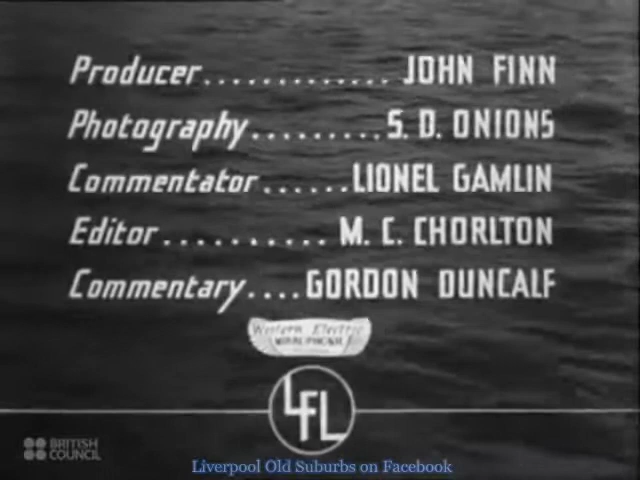 Producer............. JOHN FINN
Photography.........S. D. ONIONS
Commentator......LIONEL GAMLIN
Editor........... M. C. CHORLTON
Commentary....GORDON DUNCALF
Western Electric
MIRROPHONIC
LFL
BRITISH
COUNCIL
Liverpool Old Suburbs on Facebook